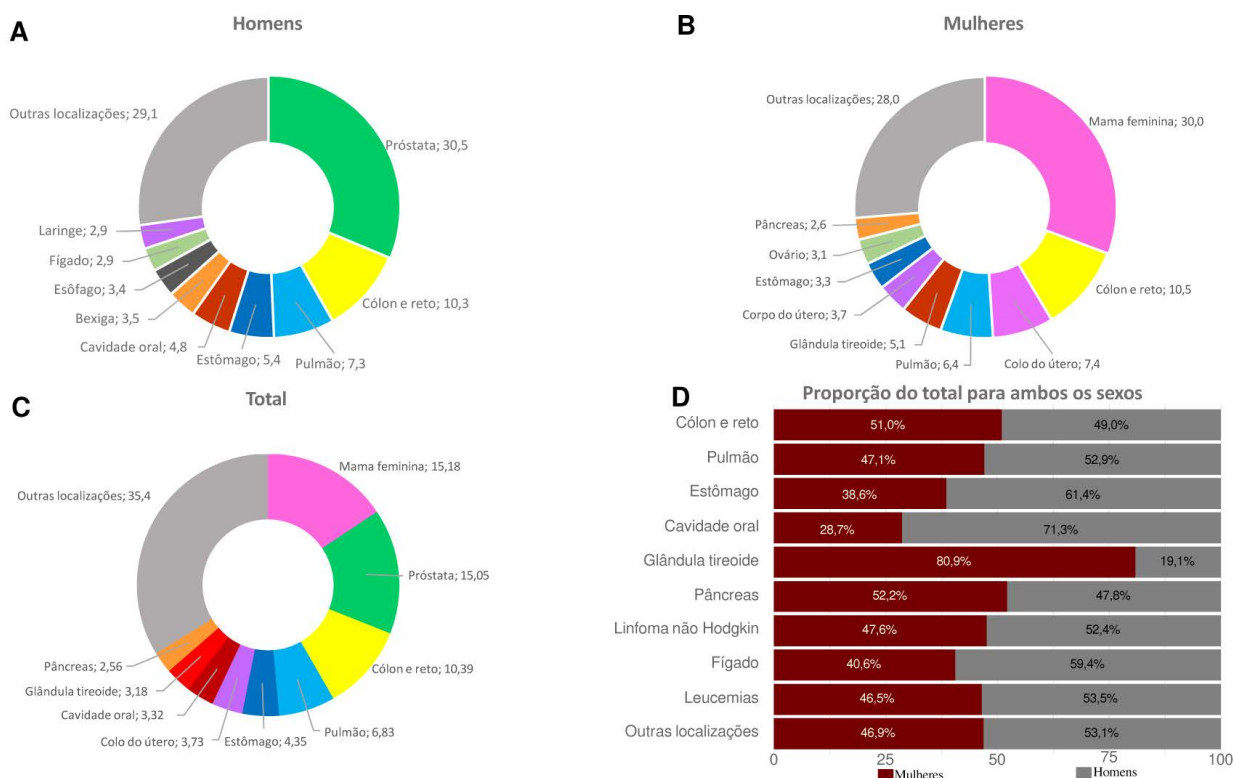 A
Homens
Outras localizações; 29,1
Próstata; 30,5
Laringe; 2,9
Fígado; 2,9
Esôfago; 3,4
Bexiga; 3,5
Cavidade oral; 4,8
Estômago; 5,4
Pulmão; 7,3
Cólon e reto; 10,3
B
Mulheres
Outras localizações; 28,0
Mama feminina; 30,0
Pâncreas; 2,6
Ovário; 3,1
Estômago; 3,3
Corpo do útero; 3,7
Glândula tireoide; 5,1
Pulmão; 6,4
Colo do útero; 7,4
Cólon e reto; 10,5
C
Total
Mama feminina; 15,18
Outras localizações; 35,4
Próstata; 15,05
Cólon e reto; 10,39
Pâncreas; 2,56
Glândula tireoide; 3,18
Cavidade oral; 3,32
Colo do útero; 3,73
Estômago; 4,35
Pulmão; 6,83
D
Proporção do total para ambos os sexos
Cólon e reto 51,0% 49,0%
Pulmão 47,1% 52,9%
Estômago 38,6% 61,4%
Cavidade oral 28,7% 71,3%
Glândula tireoide 80,9% 19,1%
Pâncreas 52,2% 47,8%
Linfoma não Hodgkin 47,6% 52,4%
Fígado 40,6% 59,4%
Leucemias 46,5% 53,5%
Outras localizações 46,9% 53,1%
0 25 50 75 100
Mulheres Homens